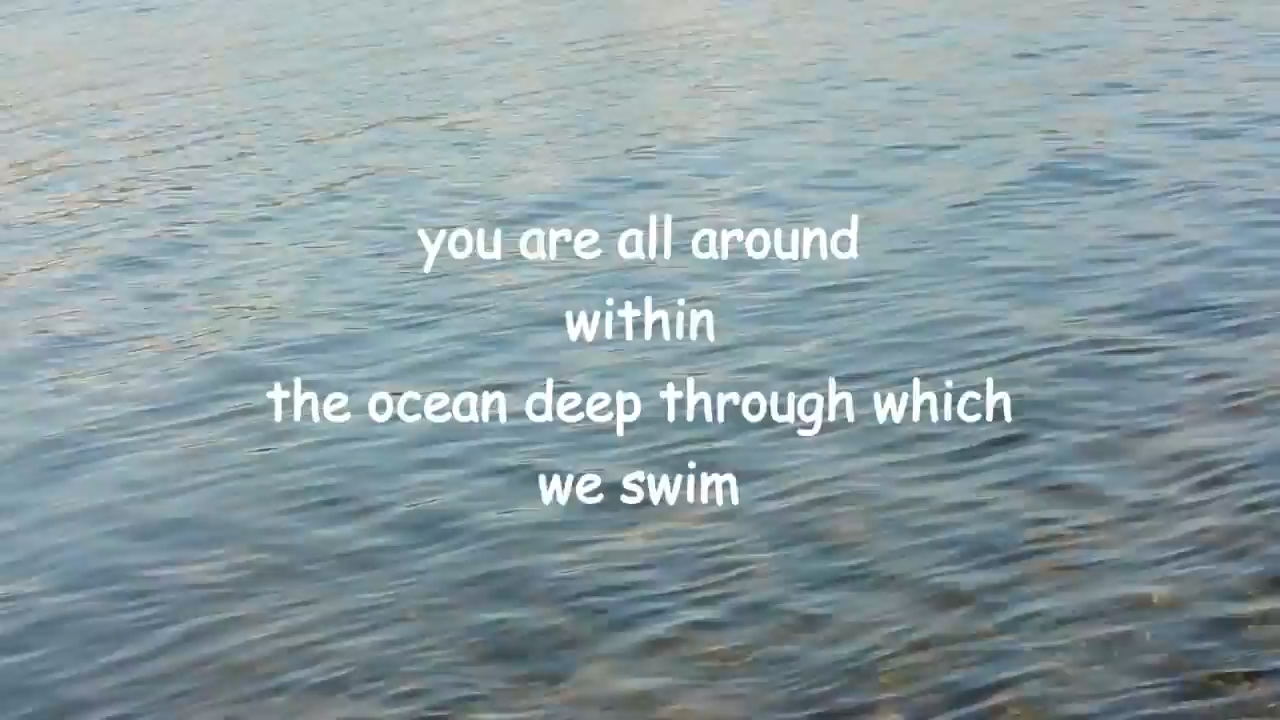 you are all around
within
the ocean deep through which
we swim